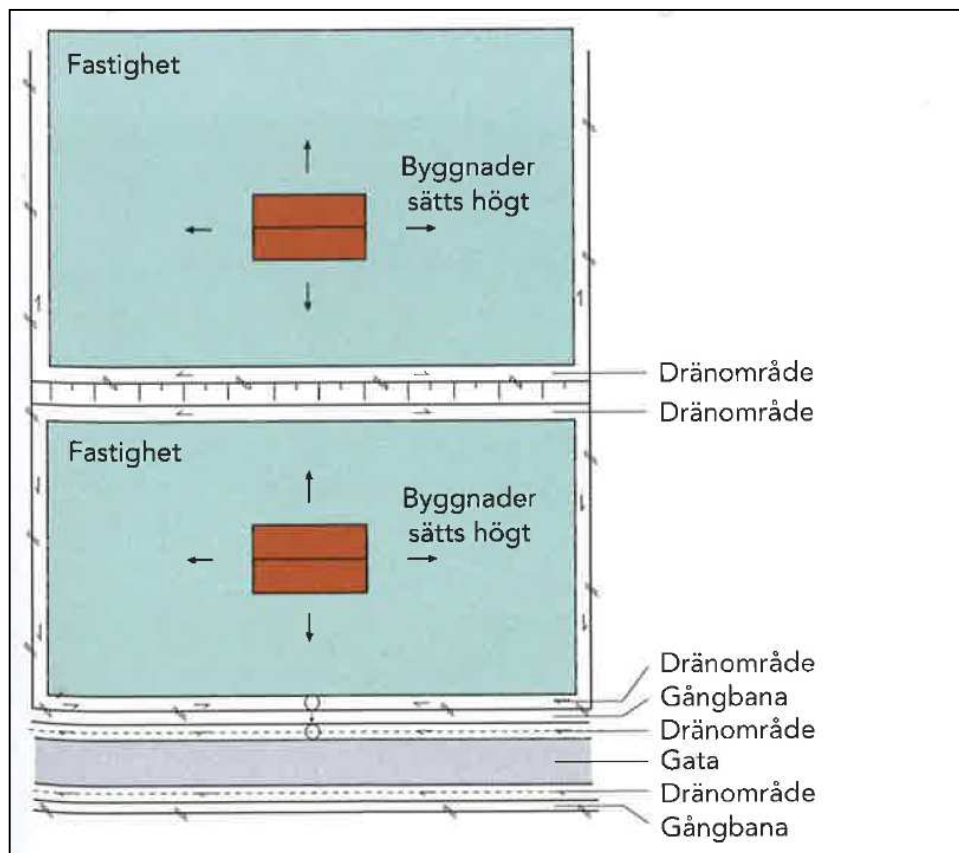 Fastighet
Byggnader
sätts högt
Dränområde
Dränområde
Fastighet
Byggnader
sätts högt
Dränområde
Gångbana
Dränområde
Gata
Dränområde
Gångbana